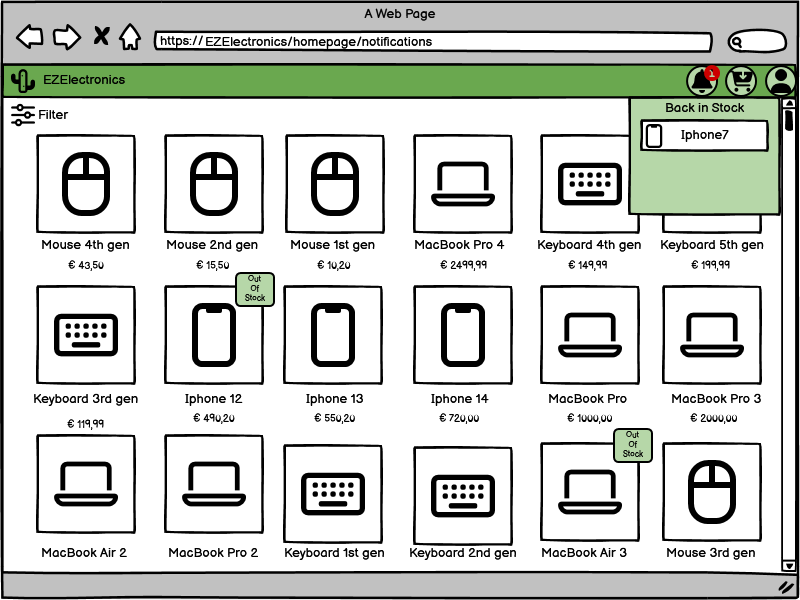 A Web Page
https:// EZElectronics/homepage/notifications
EZElectronics
1
Filter
Back in Stock
Iphone7
Mouse 4th gen
Mouse 2nd gen
Mouse 1st gen
MacBook Pro 4
Keyboard 4th gen
Keyboard 5th gen
€ 43,50
€ 15,50
€ 10,20
€ 2499,99
€ 149,99
€ 199,99
Out
Of
Stock
Keyboard 3rd gen
Iphone 12
Iphone 13
Iphone 14
MacBook Pro
MacBook Pro 3
€ 119,99
€ 490,20
€ 550,20
€ 720,00
€ 1000,00
€ 2000,00
Out
Of
Stock
MacBook Air 2
MacBook Pro 2
Keyboard 1st gen
Keyboard 2nd gen
MacBook Air 3
Mouse 3rd gen